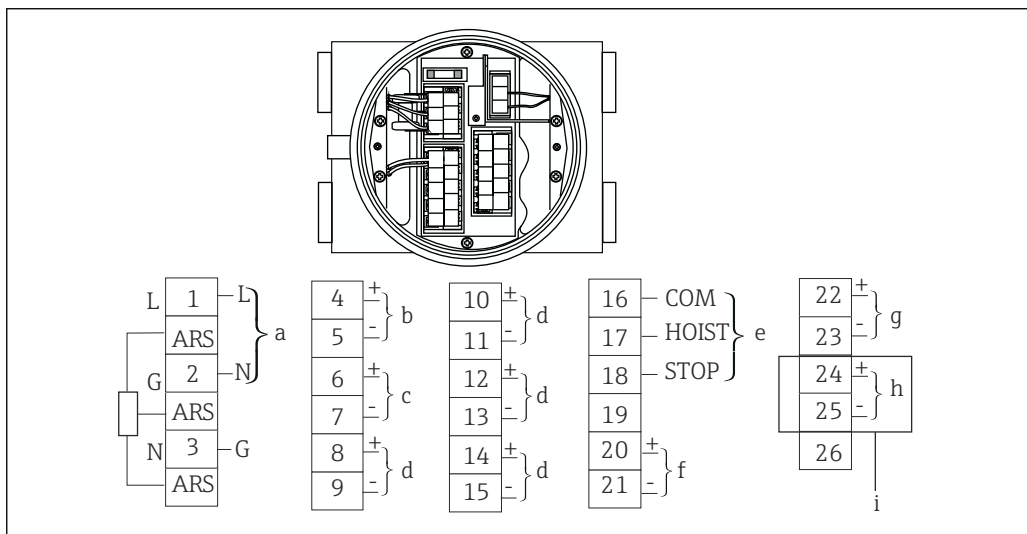 L 1 L
ARS
a
G 2 N
ARS
N 3 G
ARS
4 +
b
5 -
6 +
c
7 -
8 +
d
9 -
10 +
d
11 -
12 +
d
13 -
14 +
d
15 -
16 COM
17 HOIST e
18 STOP
19
20 +
f
21 -
22 +
g
23 -
24 +
h
25 -
26
i